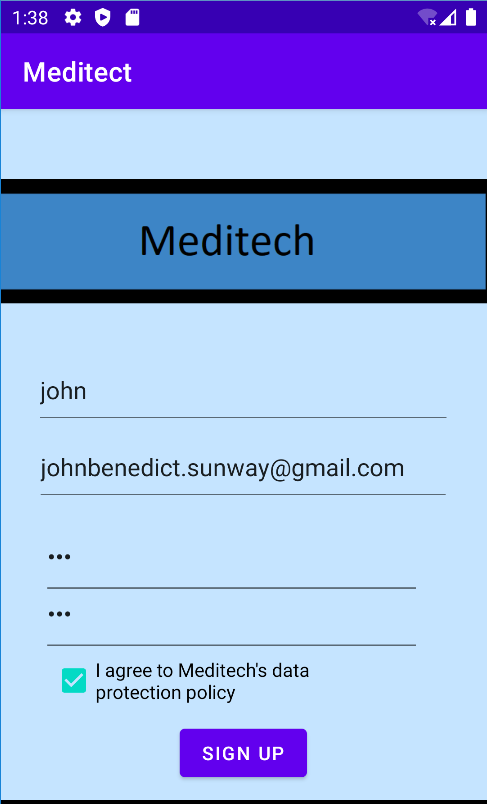 1:38
Meditect
Meditech
john
johnbenedict.sunway@gmail.com
•••
•••
I agree to Meditech's data
protection policy
SIGN UP